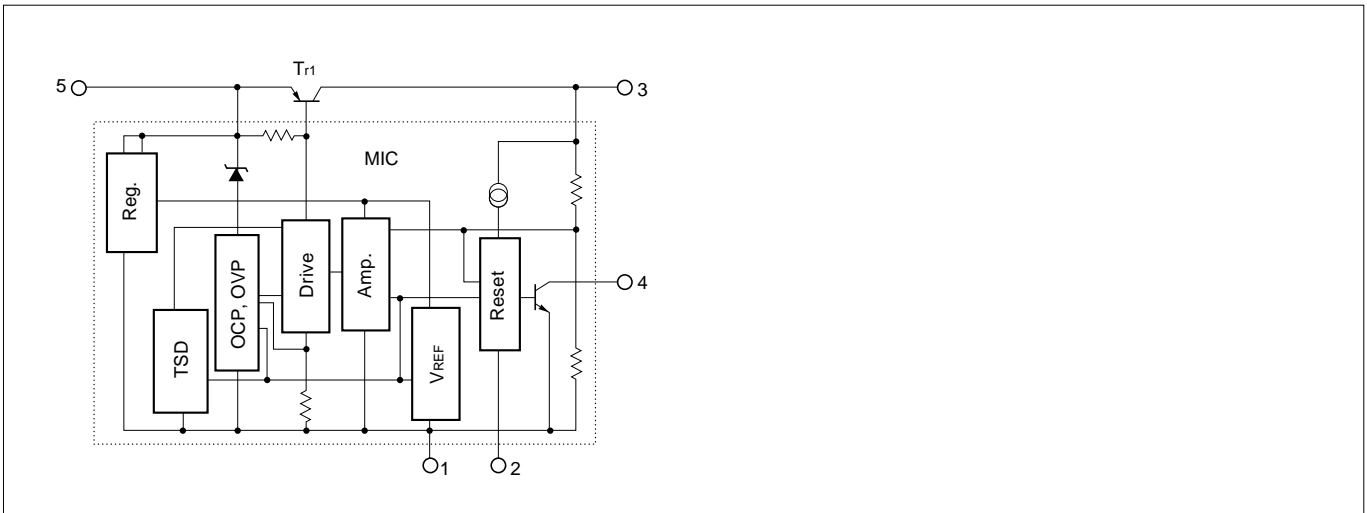 Tr1
5
3
MIC
Reg.
OCP, OVP
Drive
Amp.
Reset
4
TSD
VREF
1
2